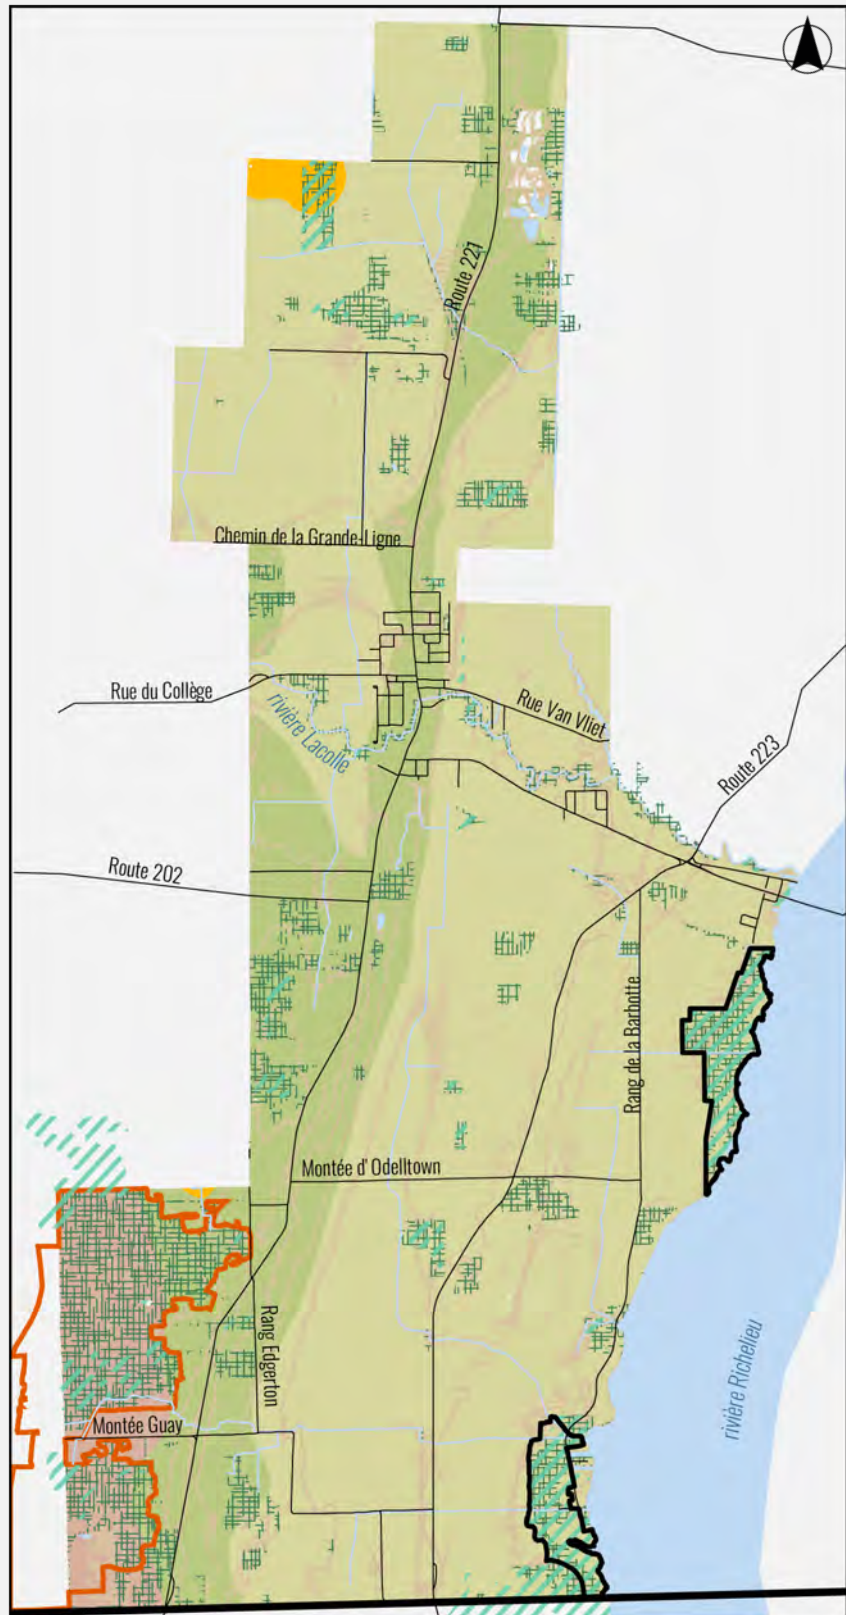 Route 221
Chemin de la Grande-Ligne
Rue du Collège
rivière Lacolle
Rue Van Vliet
Route 223
Route 202
Rang de la Barbotte
Montée d' Odelltown
Rang Edgerton
rivière Richelieu
Montée Guay